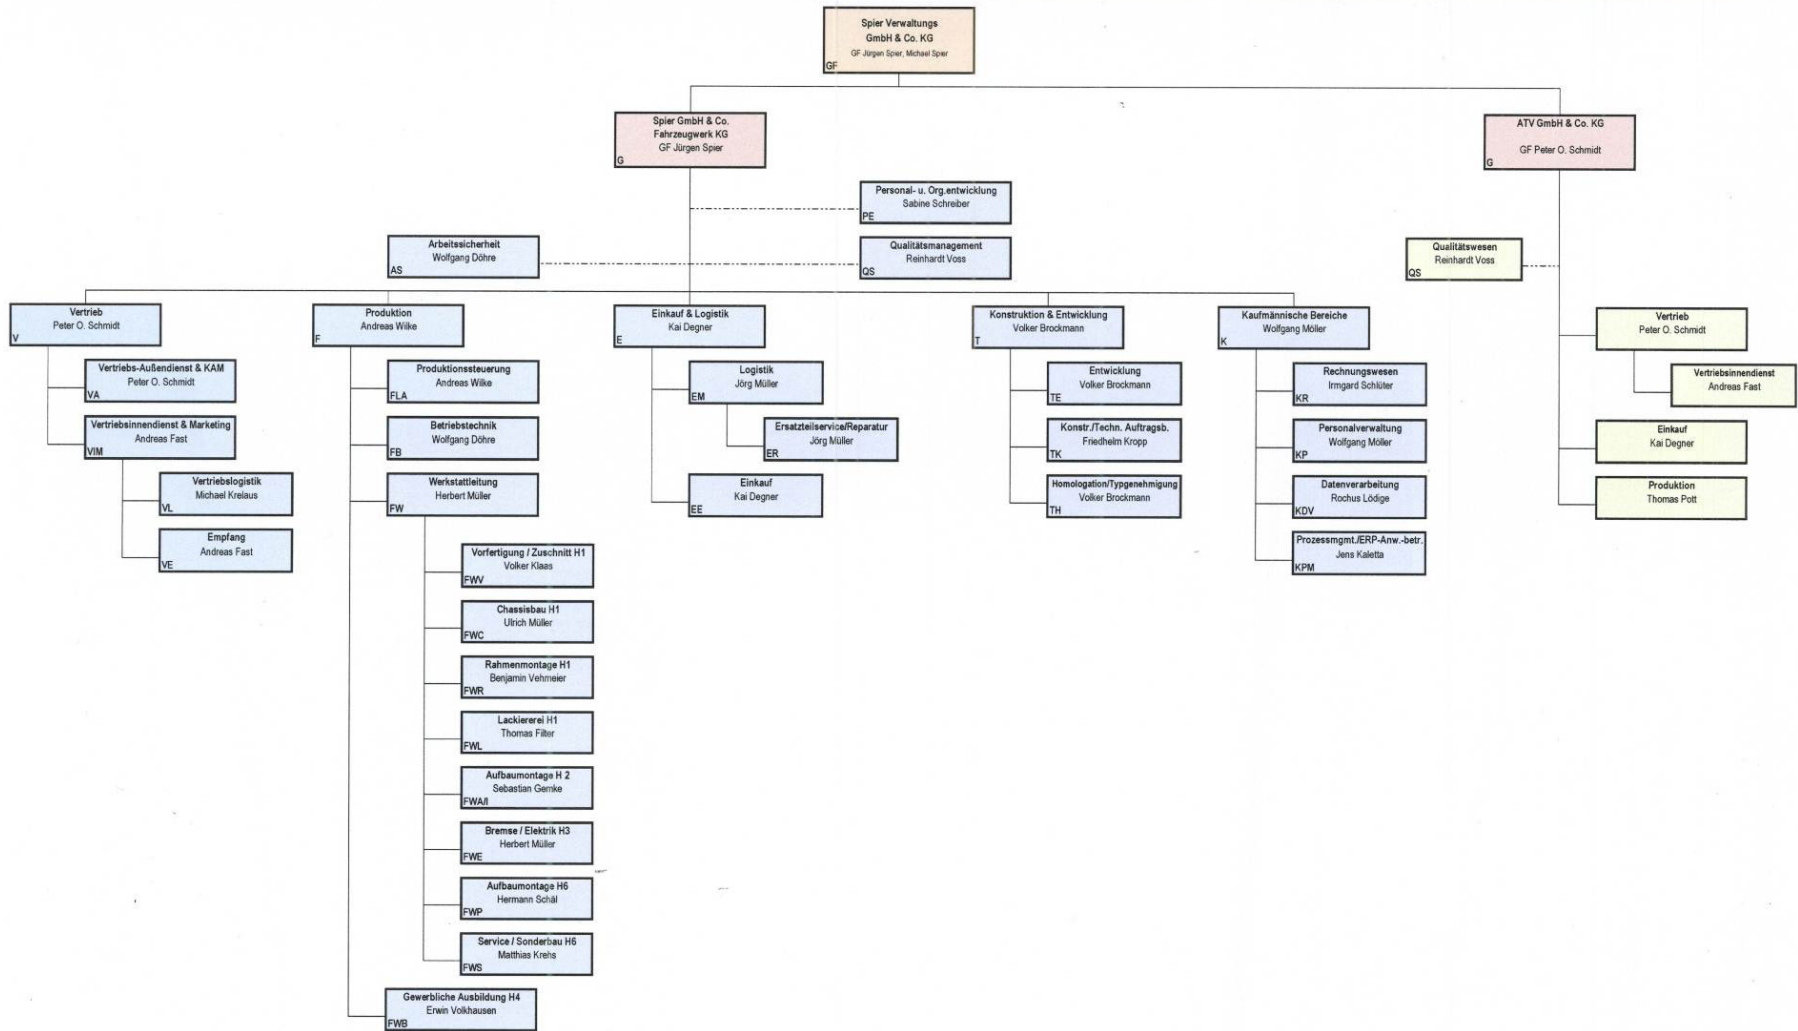 Spier Verwaltungs
GmbH & Co. KG
GF Jürgen Spier, Michael Spier
GF
Spier GmbH & Co.
Fahrzeugwerk KG
GF Jürgen Spier
G
ATV GmbH & Co. KG
GF Peter O. Schmidt
G
Personal- u. Org.entwicklung
Sabine Schreiber
PE
Arbeitssicherheit
Wolfgang Döhre
AS
Qualitätsmanagement
Reinhardt Voss
QS
Qualitätswesen
Reinhardt Voss
QS
Vertrieb
Peter O. Schmidt
V
Vertriebs-Außendienst & KAM
Peter O. Schmidt
VA
Vertriebsinnendienst & Marketing
Andreas Fast
VIM
Vertriebslogistik
Michael Krelaus
VL
Empfang
Andreas Fast
VE
Produktion
Andreas Wilke
F
Produktionssteuerung
Andreas Wilke
FLA
Betriebstechnik
Wolfgang Döhre
FB
Werkstattleitung
Herbert Müller
FW
Vorfertigung / Zuschnitt H1
Volker Klaas
FWV
Chassisbau H1
Ulrich Müller
FWC
Rahmenmontage H1
Benjamin Vehmeier
FWR
Lackiererei H1
Thomas Filter
FWL
Aufbaumontage H 2
Sebastian Gemke
FWA/I
Bremse / Elektrik H3
Herbert Müller
FWE
Aufbaumontage H6
Hermann Schäl
FWP
Service / Sonderbau H6
Matthias Krehs
FWS
Gewerbliche Ausbildung H4
Erwin Volkhausen
FWB
Einkauf & Logistik
Kai Degner
E
Logistik
Jörg Müller
EM
Ersatzteilservice/Reparatur
Jörg Müller
ER
Einkauf
Kai Degner
EE
Konstruktion & Entwicklung
Volker Brockmann
T
Entwicklung
Volker Brockmann
TE
Konstr./Techn. Auftragsb.
Friedhelm Kropp
TK
Homologation/Typgenehmigung
Volker Brockmann
TH
Kaufmännische Bereiche
Wolfgang Möller
K
Rechnungswesen
Irmgard Schlüter
KR
Personalverwaltung
Wolfgang Möller
KP
Datenverarbeitung
Rochus Lödige
KDV
Prozessmgmt./ERP-Anw.-betr.
Jens Kaletta
KPM
Vertrieb
Peter O. Schmidt
Vertriebsinnendienst
Andreas Fast
Einkauf
Kai Degner
Produktion
Thomas Pott